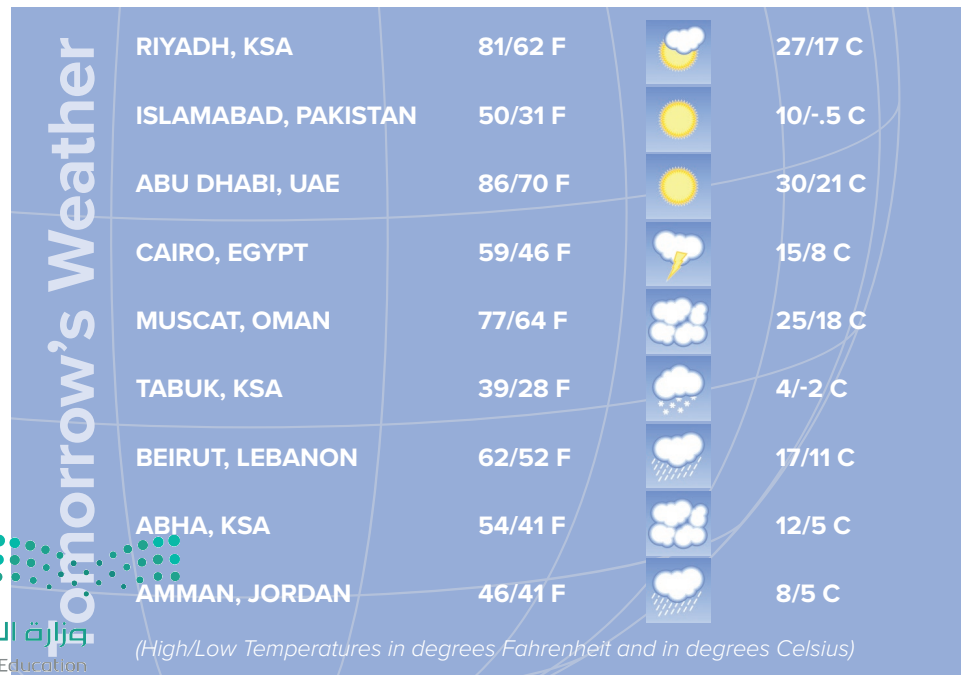 Tomorrow's Weather
RIYADH, KSA 81/62 F 27/17 C
ISLAMABAD, PAKISTAN 50/31 F 10/-.5 C
ABU DHABI, UAE 86/70 F 30/21 C
CAIRO, EGYPT 59/46 F 15/8 C
MUSCAT, OMAN 77/64 F 25/18 C
TABUK, KSA 39/28 F 4/-2 C
BEIRUT, LEBANON 62/52 F 17/11 C
ABHA, KSA 54/41 F 12/5 C
AMMAN, JORDAN 46/41 F 8/5 C
(High/Low Temperatures in degrees Fahrenheit and in degrees Celsius)
وزارة
Education